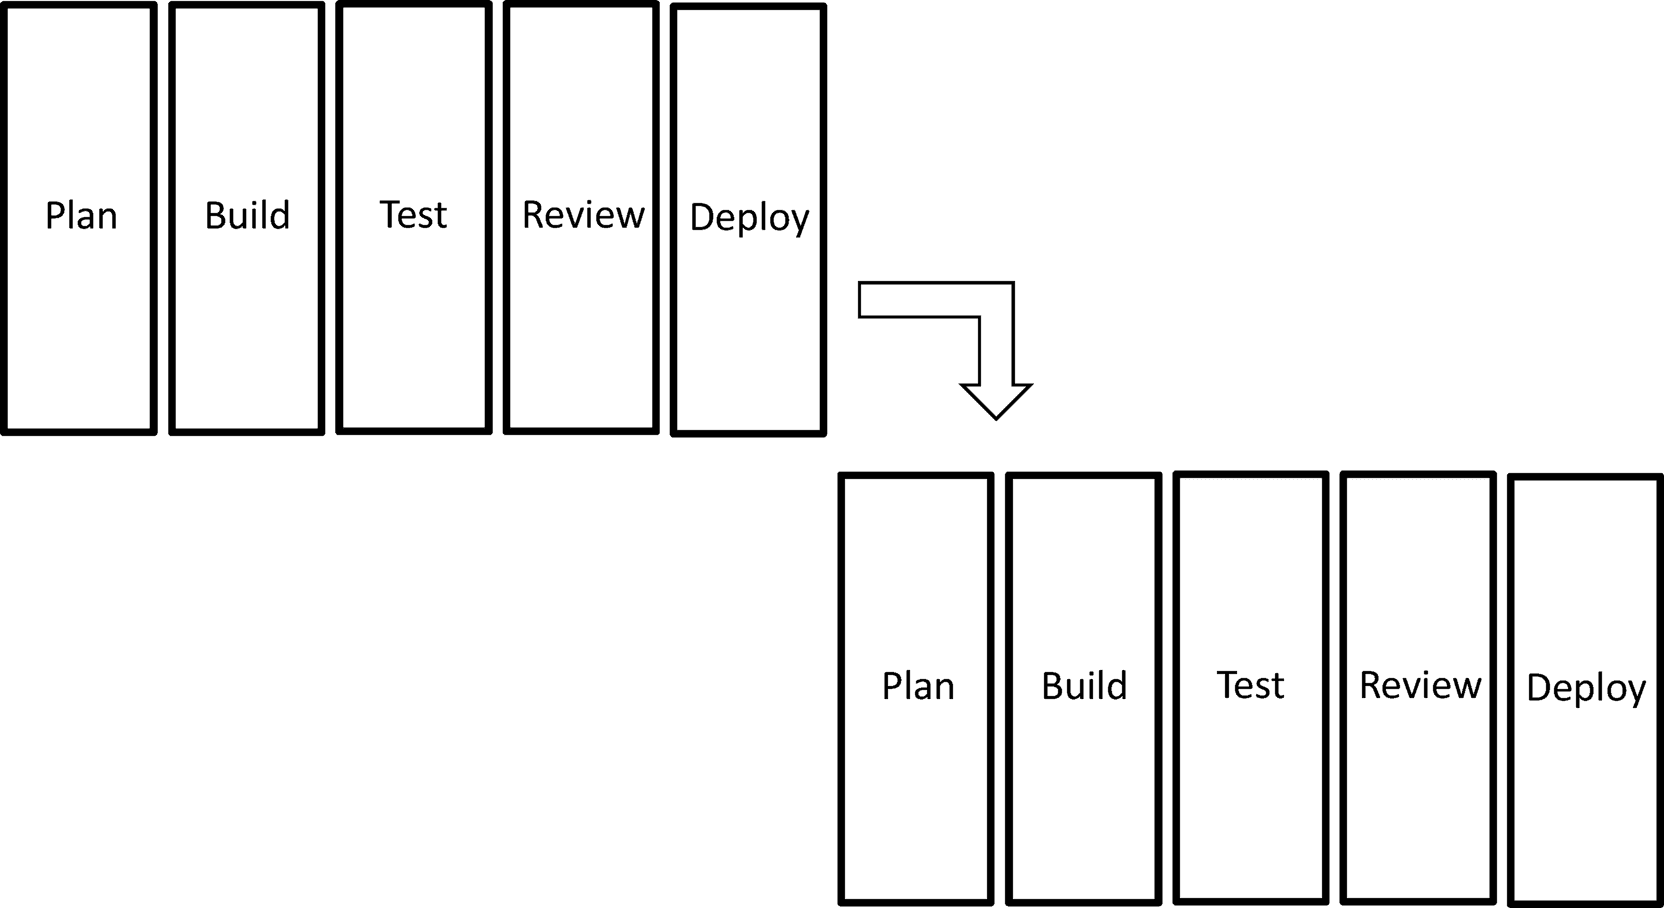 Plan
Build
Test
Review
Deploy
Plan
Build
Test
Review
Deploy